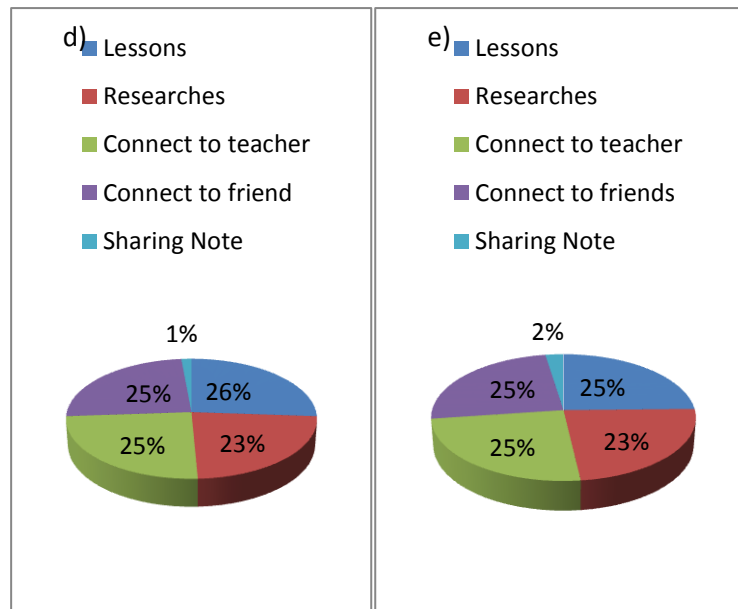 d)
Lessons
Researches
Connect to teacher
Connect to friend
Sharing Note
1%
25%
26%
25%
23%
e)
Lessons
Researches
Connect to teacher
Connect to friends
Sharing Note
2%
25%
25%
25%
23%